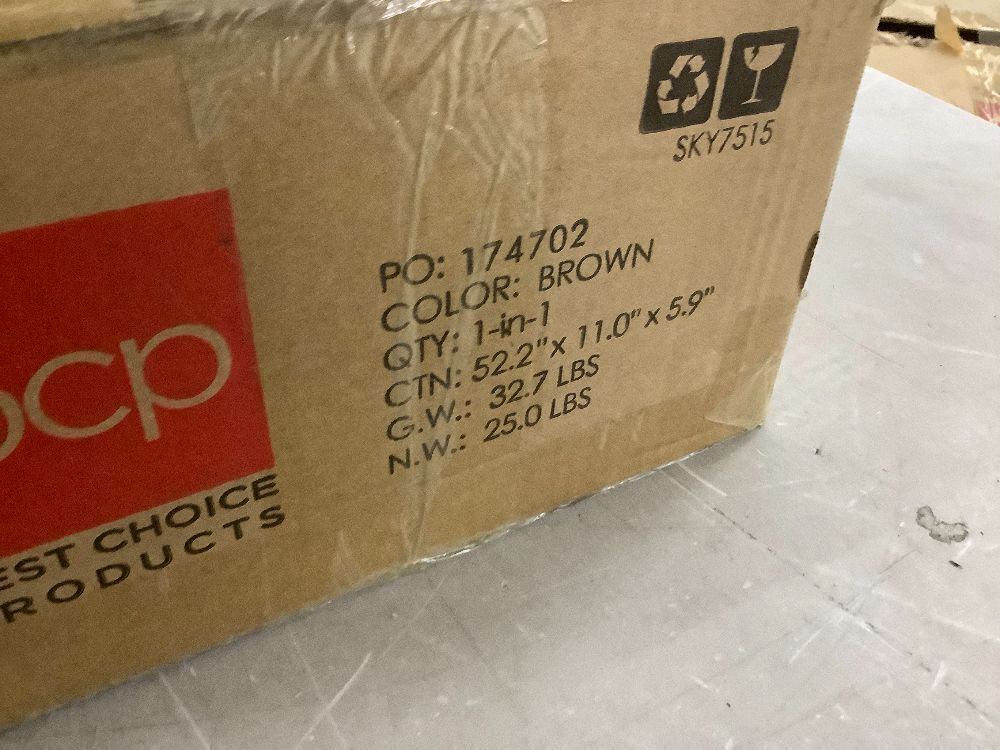 SKY7515
PO: 174702
COLOR: BROWN
QTY: 1-in-1
CTN: 52.2" x 11.0" x 5.9"
G.W.: 32.7 LBS
N.W.: 25.0 LBS
bcp
EST CHOICE
RODUCTS